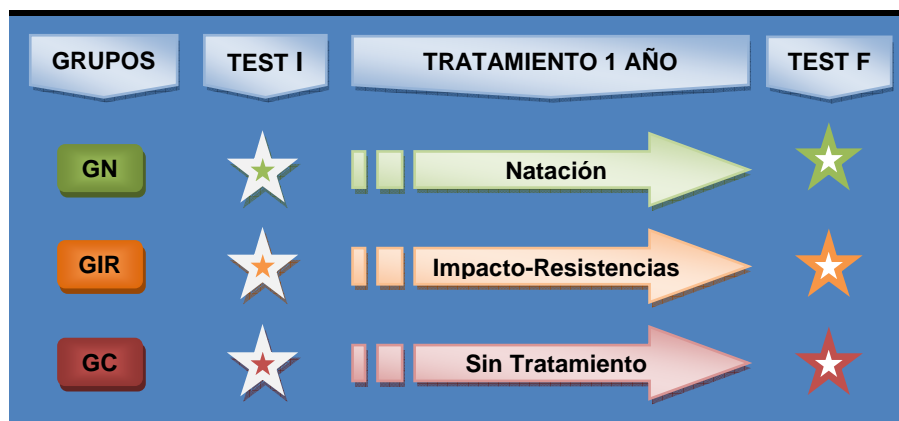 GRUPOS TEST I TRATAMIENTO 1 AÑO TEST F
GN Natación
GIR Impacto-Resistencias
GC Sin Tratamiento